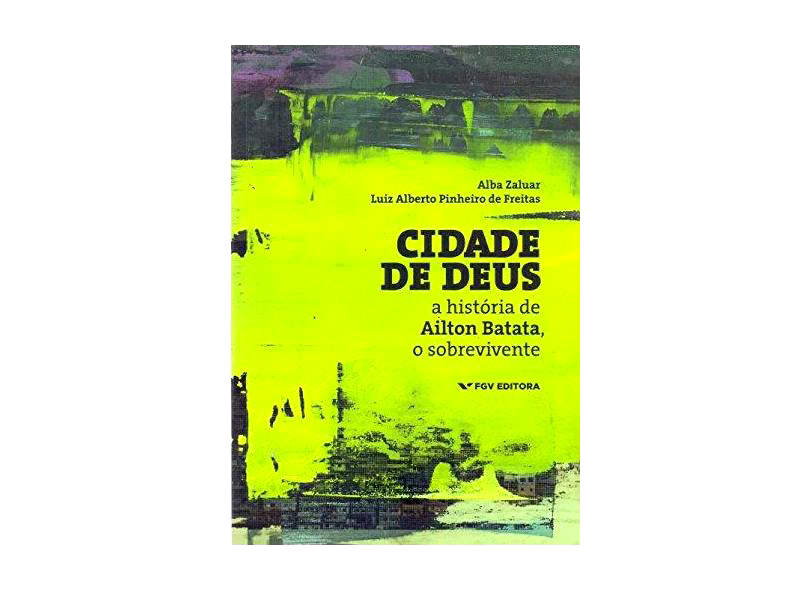 Alba Zaluar
Luiz Alberto Pinheiro de Freitas
CIDADE
DE DEUS
a história de
Ailton Batata,
o sobrevivente
FGV EDITORA